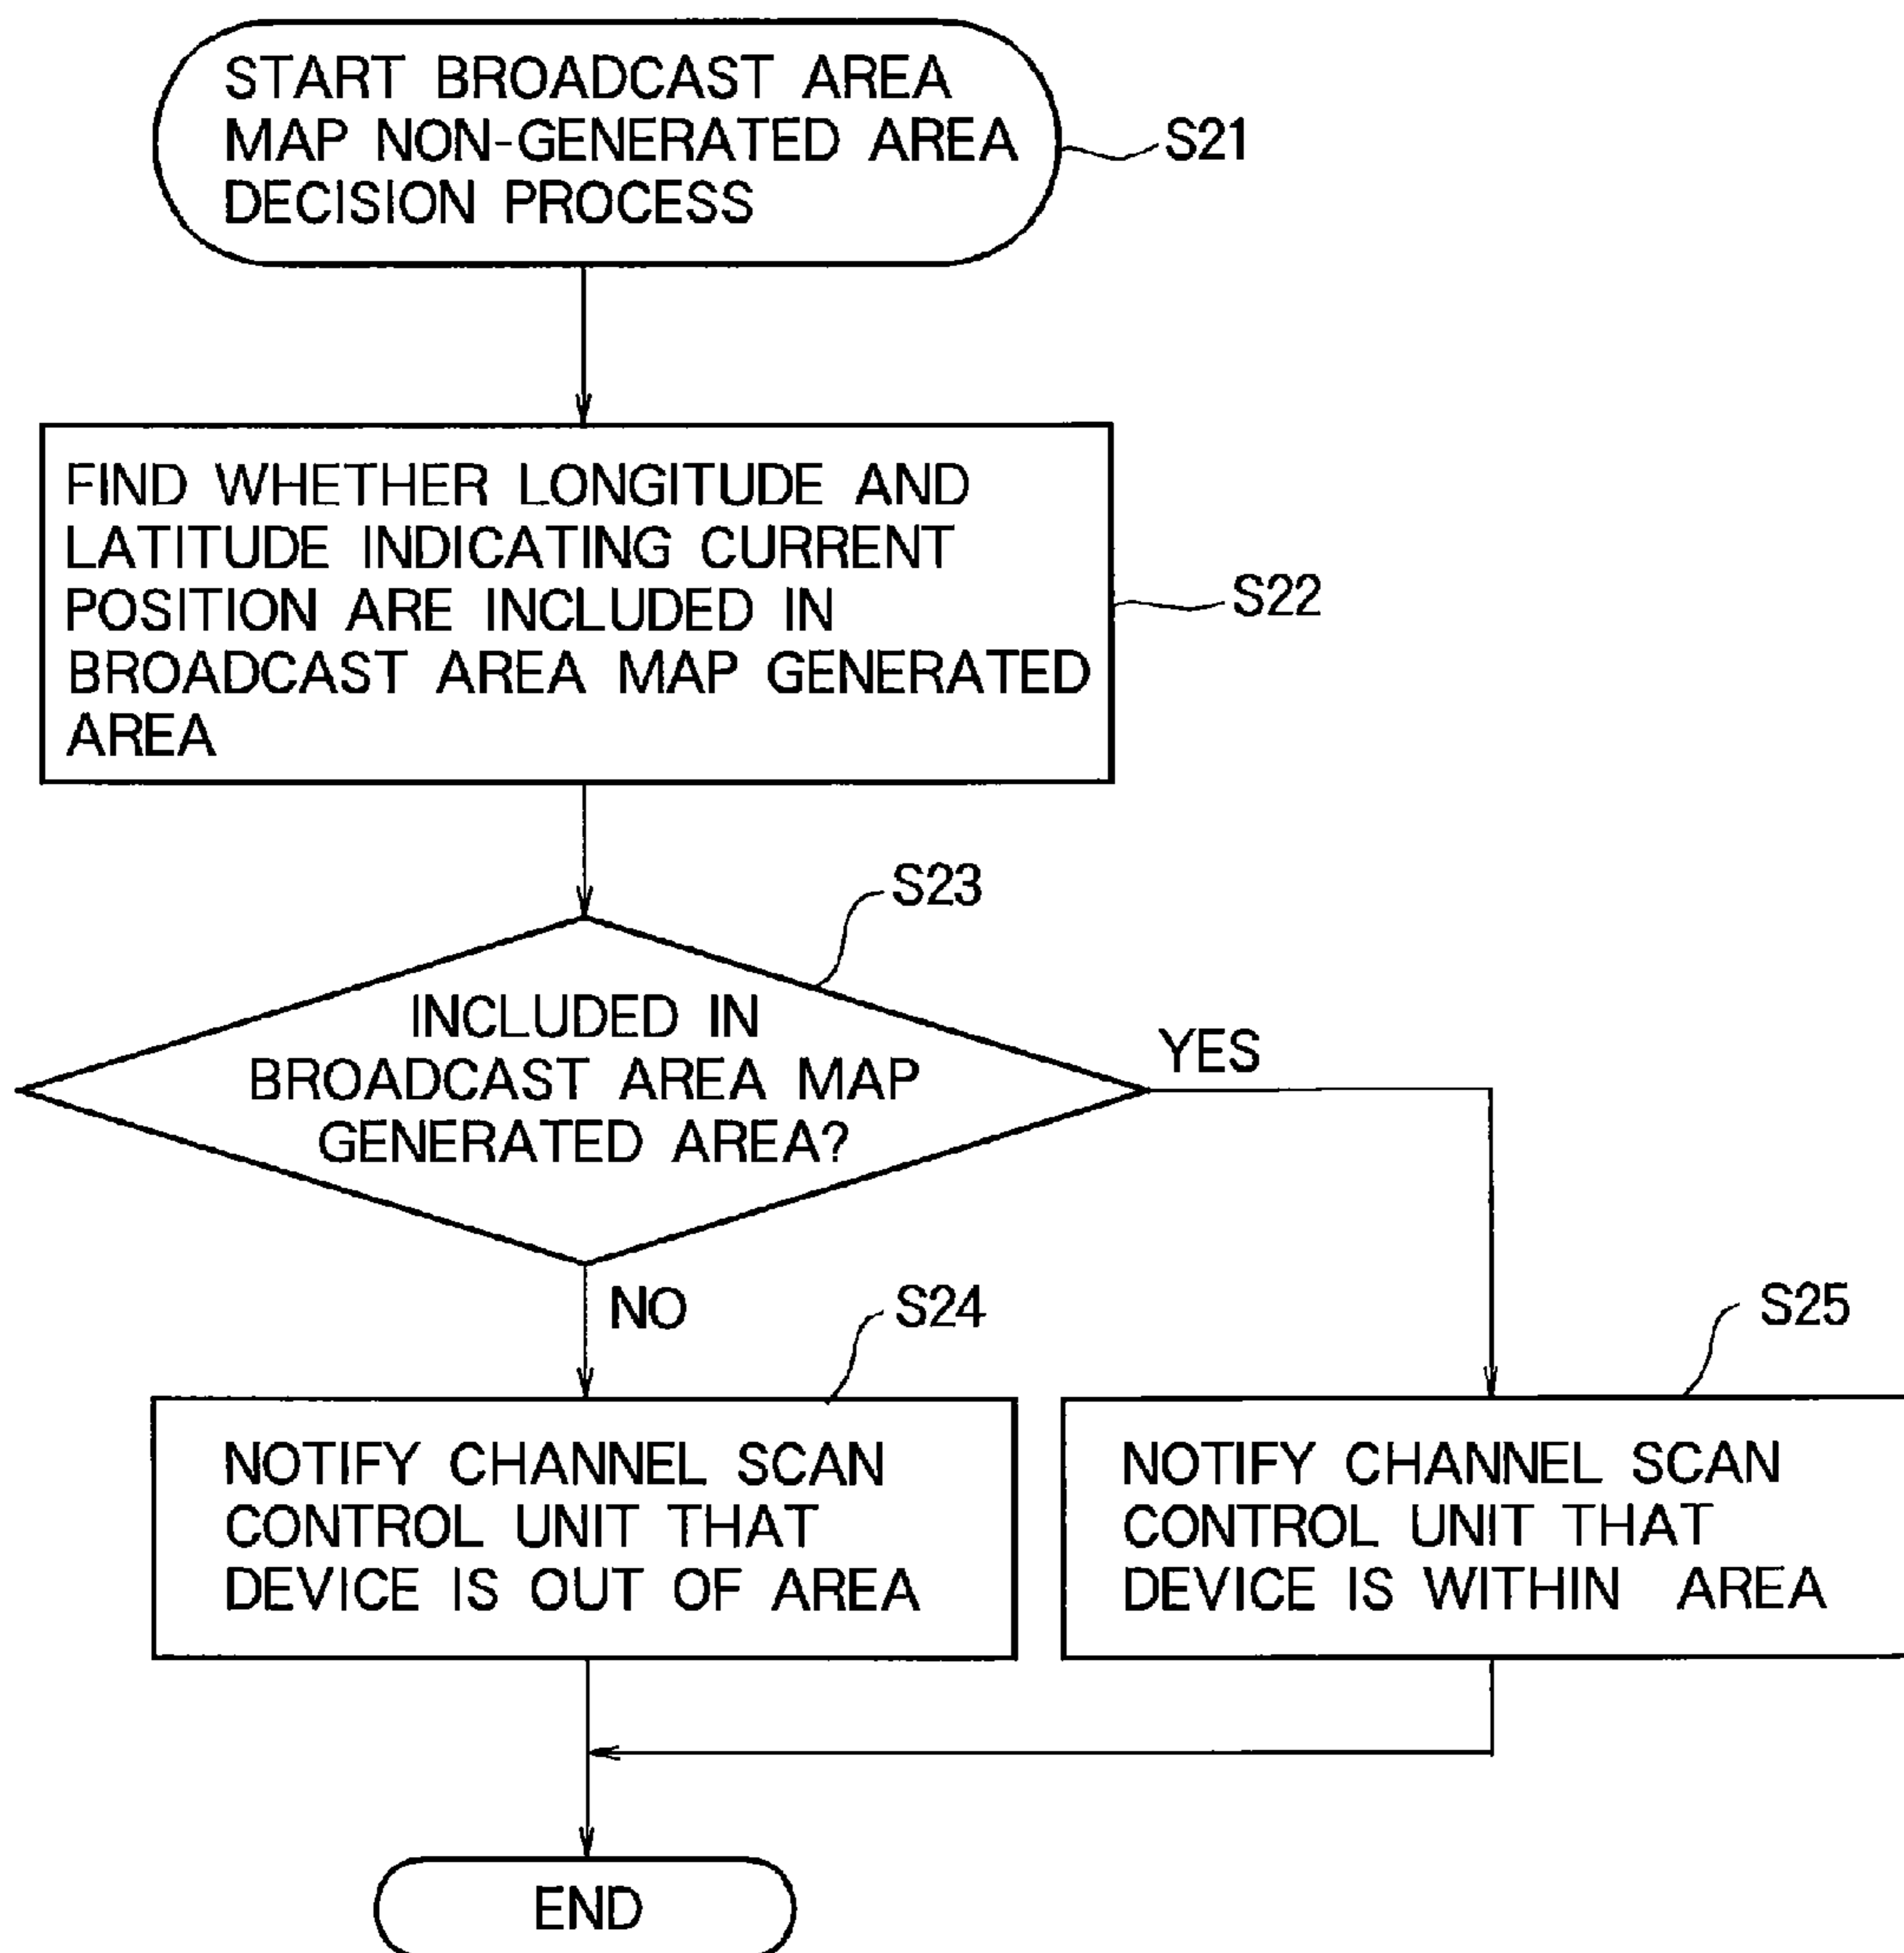 START BROADCAST AREA
MAP NON-GENERATED AREA
DECISION PROCESS
S21
FIND WHETHER LONGITUDE AND
LATITUDE INDICATING CURRENT
POSITION ARE INCLUDED IN
BROADCAST AREA MAP GENERATED
AREA
S22
S23
INCLUDED IN
BROADCAST AREA MAP
GENERATED AREA?
YES
NO
S24
S25
NOTIFY CHANNEL SCAN
CONTROL UNIT THAT
DEVICE IS OUT OF AREA
NOTIFY CHANNEL SCAN
CONTROL UNIT THAT
DEVICE IS WITHIN AREA
END